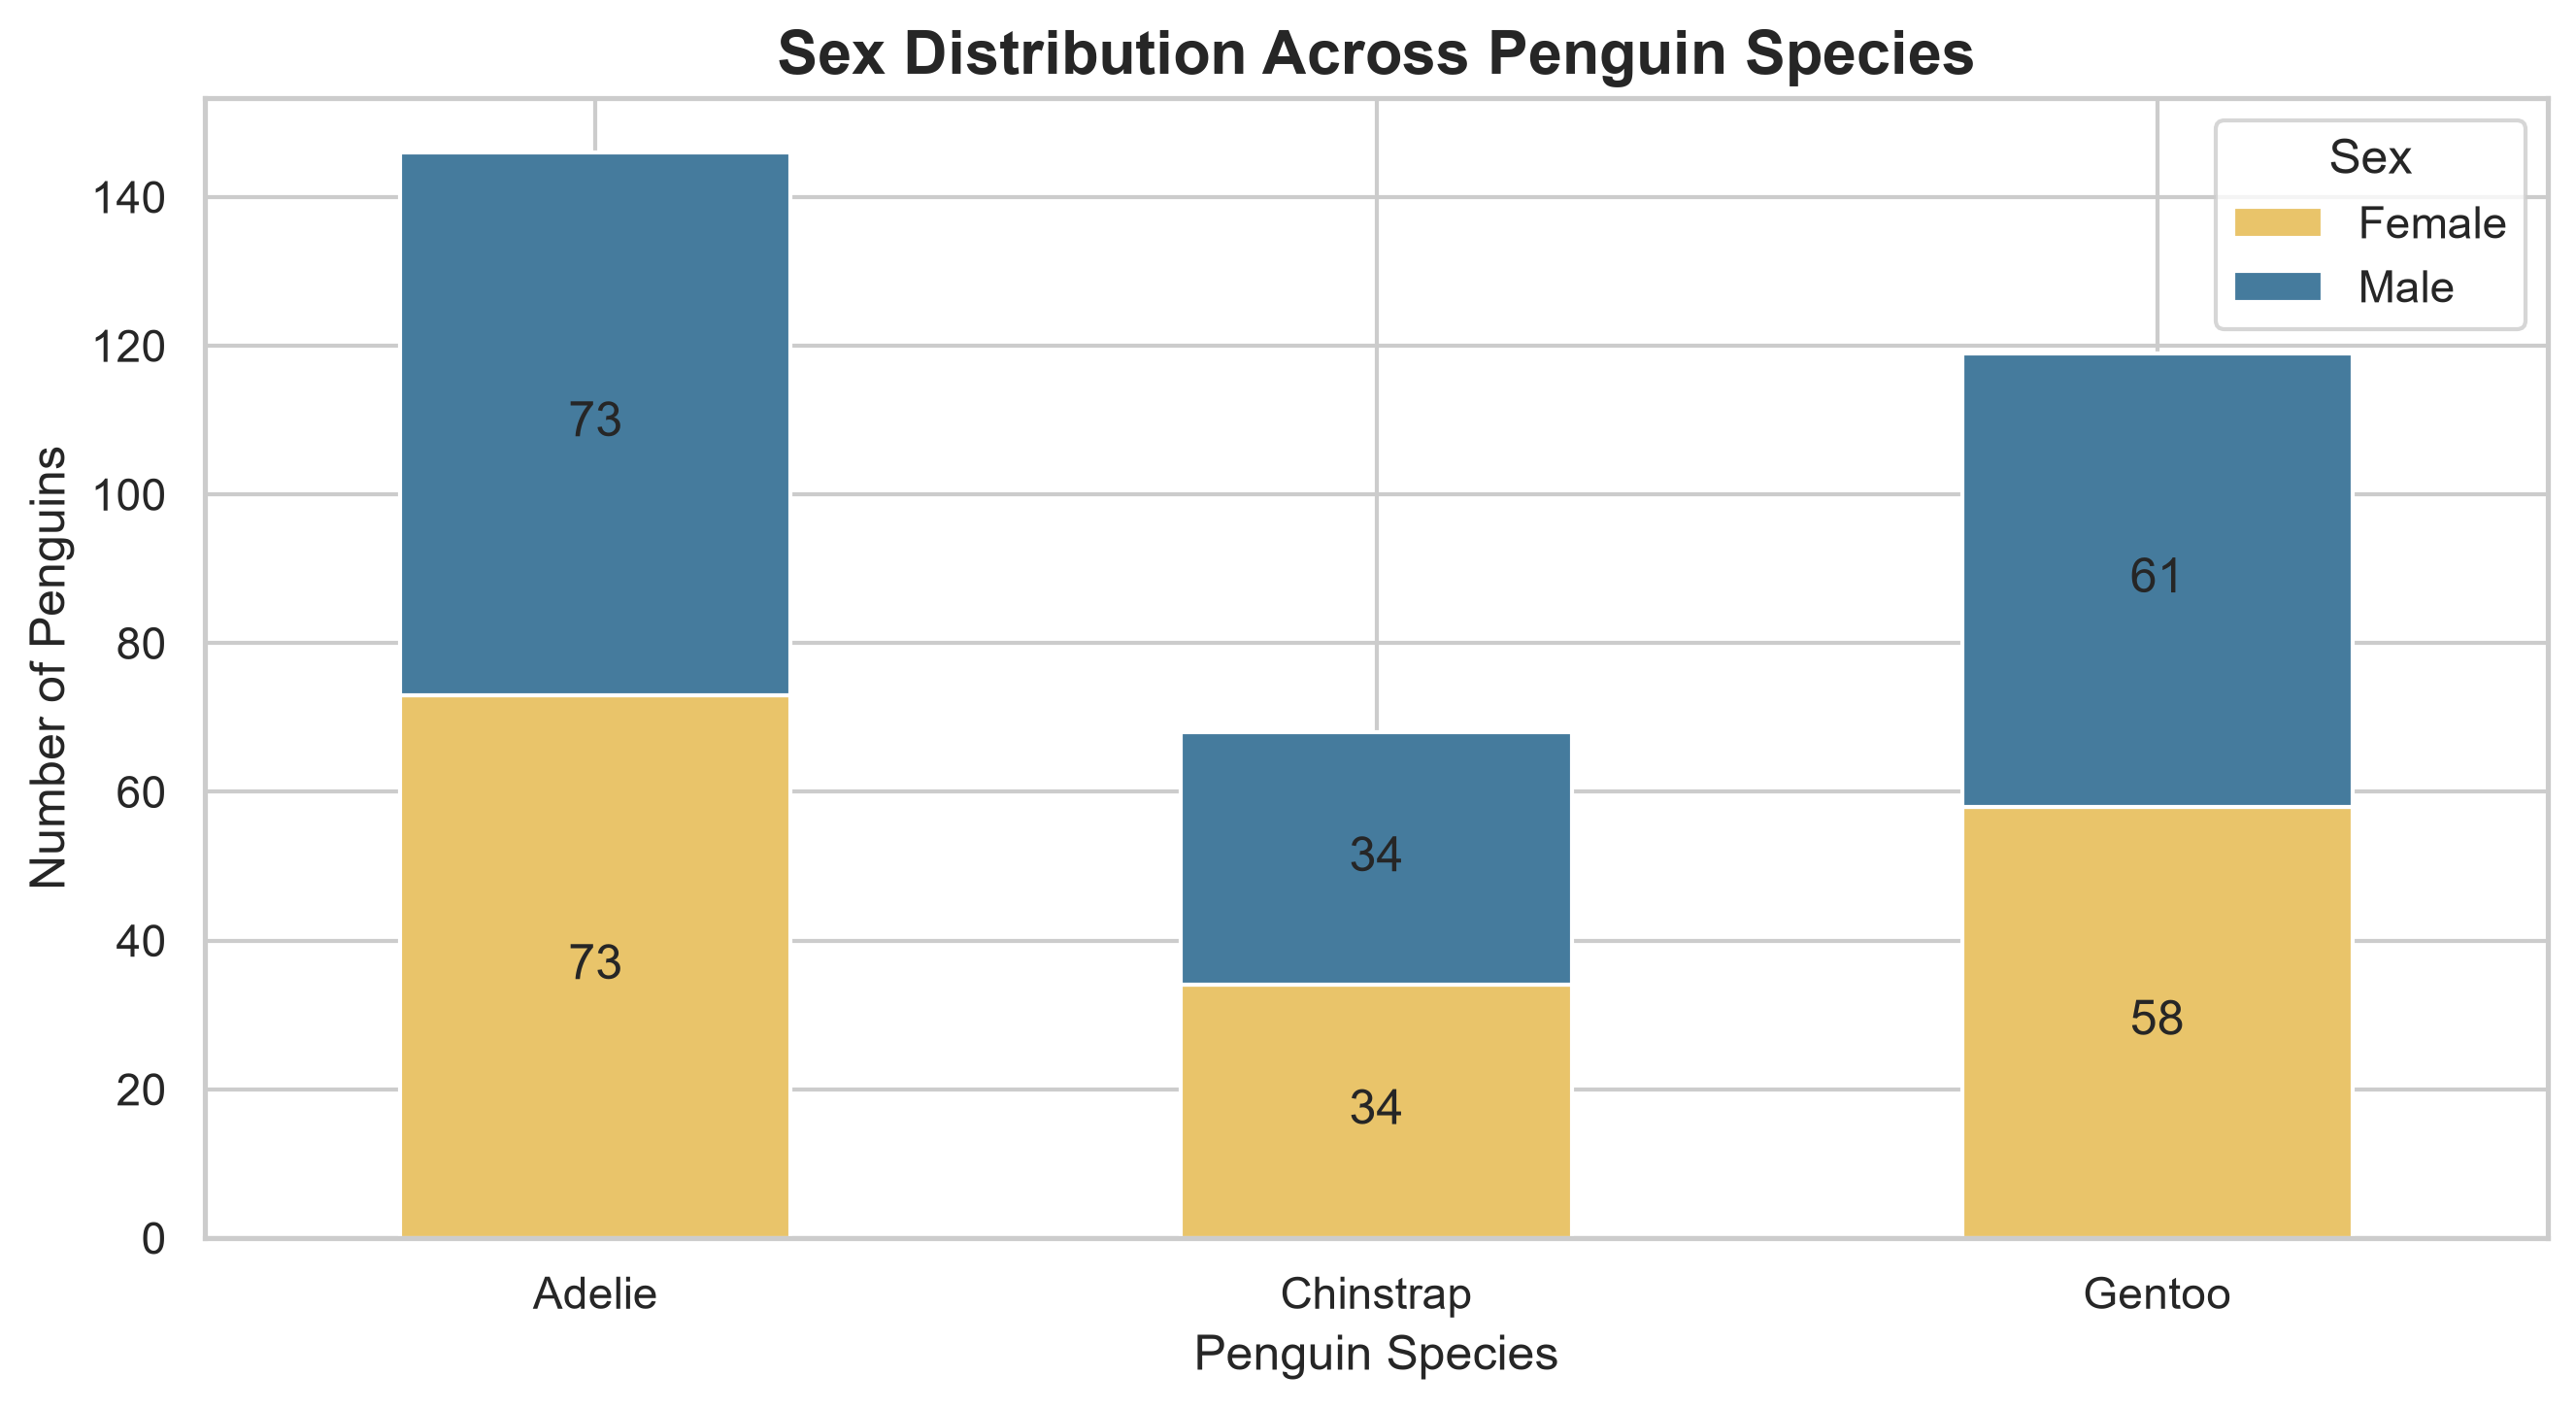 Sex Distribution Across Penguin Species
Sex
Female
Male
Number of Penguins
140
120
100
80
60
40
20
0
73
73
34
34
61
58
Adelie
Chinstrap
Gentoo
Penguin Species